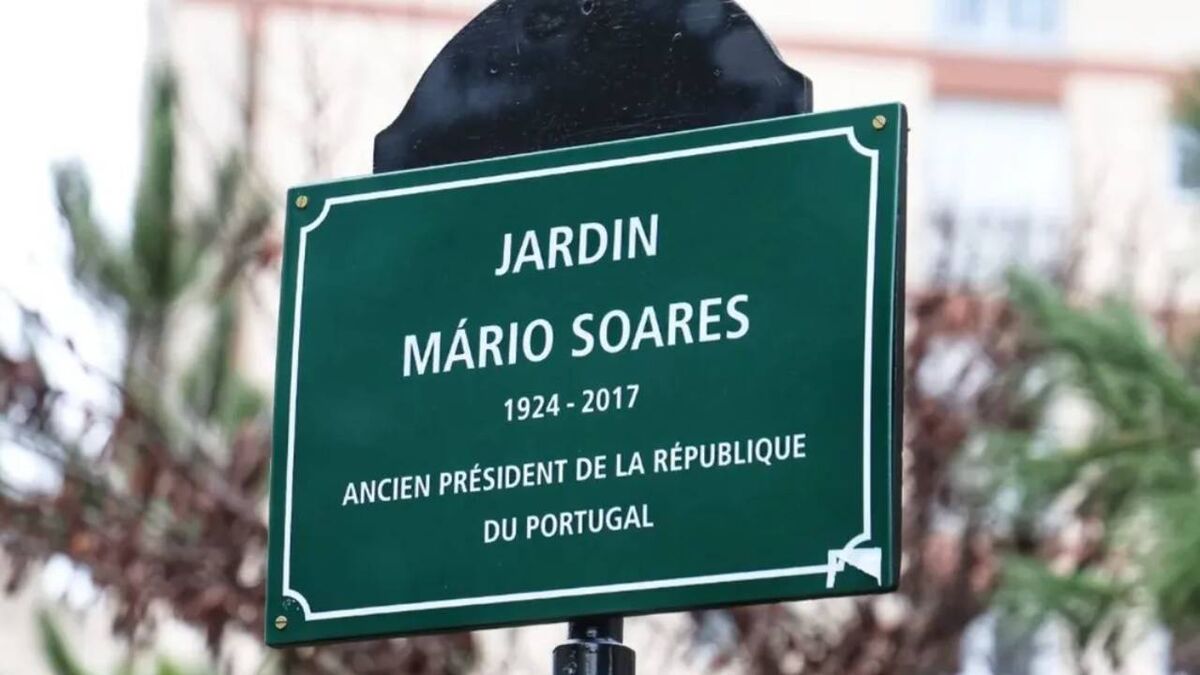 JARDIN
MÁRIO SOARES
1924 - 2017
ANCIEN PRÉSIDENT DE LA RÉPUBLIQUE
DU PORTUGAL